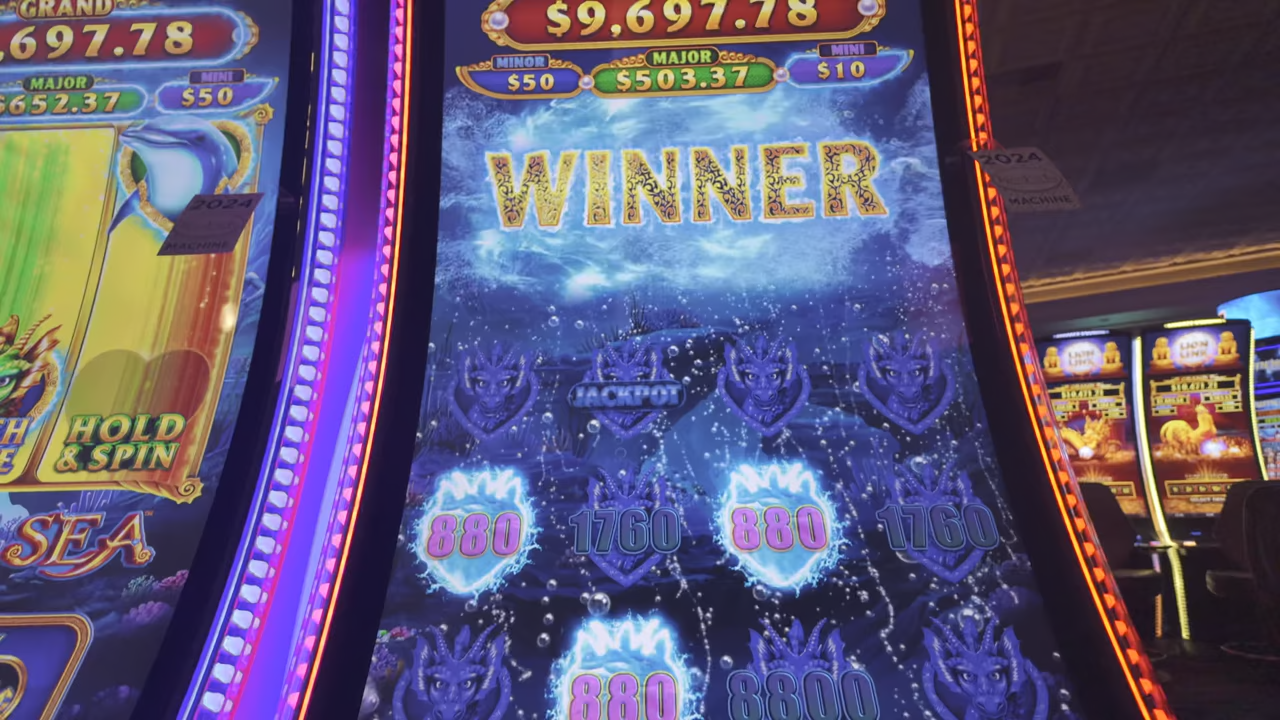 GRAND
,697.78
MAJOR
$652.37
MINI
$50
2024
MACHINE
HOLD
& SPIN
SEA
$9,697.78
MINOR
$50
MAJOR
$503.37
MINI
$10
WINNER
JACKPOT
880
1760
880
1760
880
8800
2024
MACHINE
LION
LINK
LION
LINK